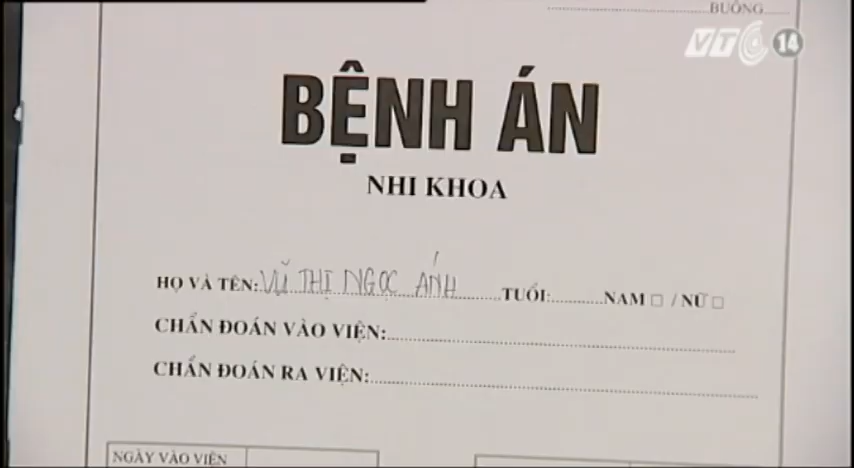 BUỒNG
VTC 14
BỆNH ÁN
NHI KHOA
HỌ VÀ TÊN: VŨ THỊ NGỌC ÁNH TUỔI: NAM □ / NỮ □
CHẨN ĐOÁN VÀO VIỆN:
CHẨN ĐOÁN RA VIỆN:
NGÀY VÀO VIỆN